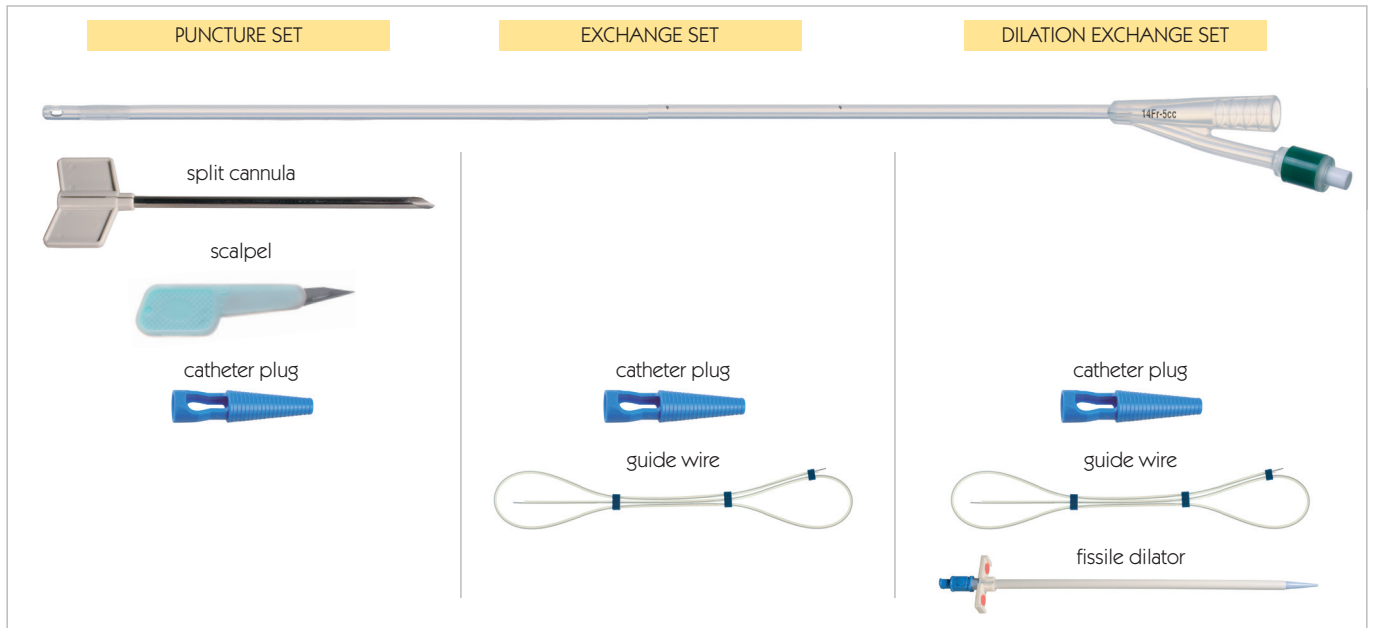 PUNCTURE SET
EXCHANGE SET
DILATION EXCHANGE SET
14Fr-5cc
split cannula
scalpel
catheter plug
catheter plug
catheter plug
guide wire
guide wire
fissile dilator